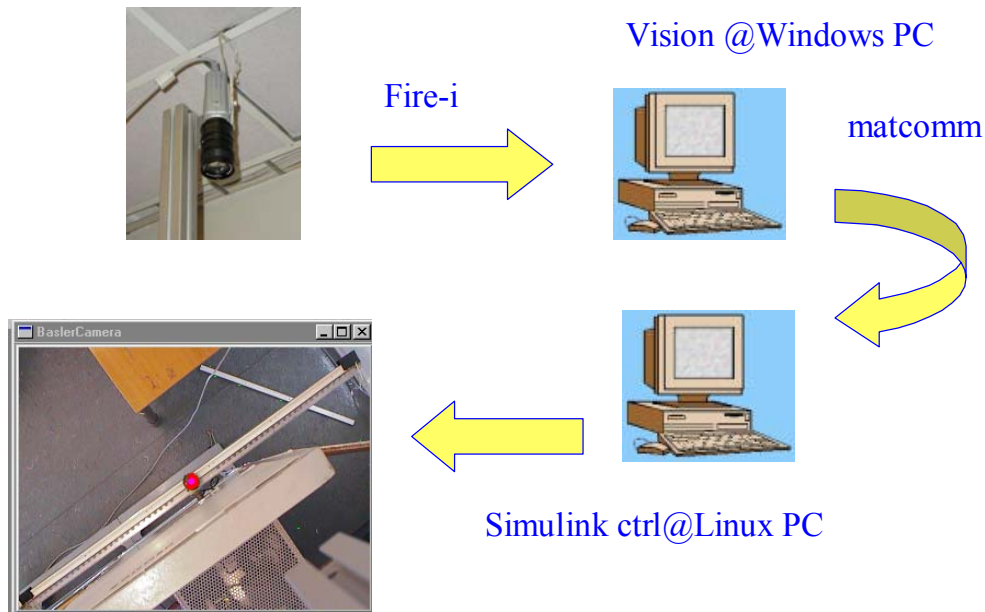 Vision @Windows PC
Fire-i
matcomm
BaslerCamera
Simulink ctrl@Linux PC